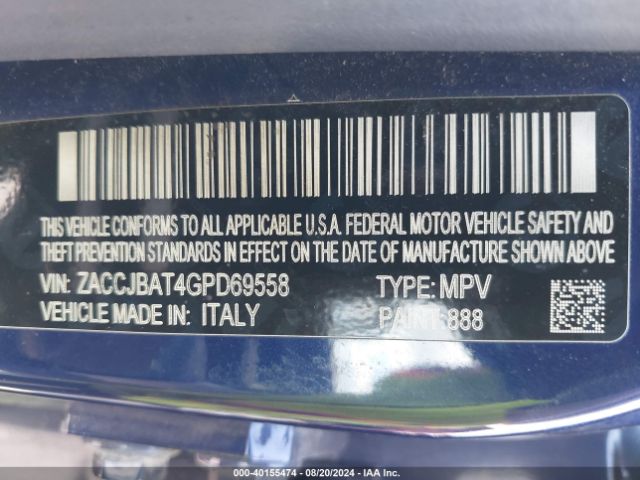 THIS VEHICLE CONFORMS TO ALL APPLICABLE U.S.A. FEDERAL MOTOR VEHICLE SAFETY AND
THEFT PREVENTION STANDARDS IN EFFECT ON THE DATE OF MANUFACTURE SHOWN ABOVE
VIN: ZACCJBAT4GPD69558 TYPE: MPV
VEHICLE MADE IN: ITALY PAINT: 888
000-40155474 - 08/20/2024 - IAA Inc.